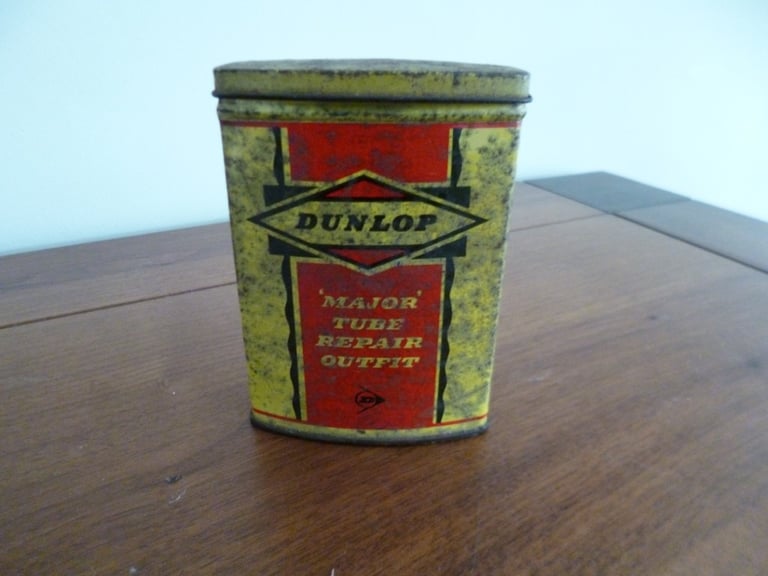 DUNLOP
'MAJOR'
TUBE
REPAIR
OUTFIT